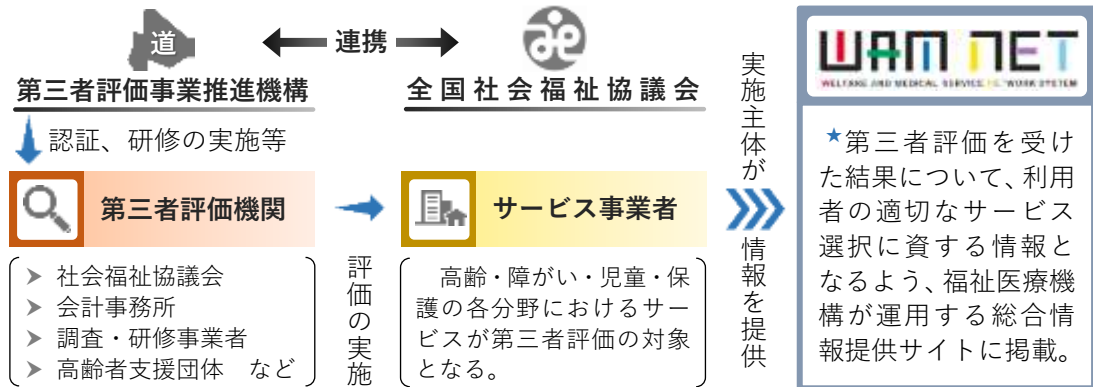 道
連携
第三者評価事業推進機構
全国社会福祉協議会
認証、研修の実施等
第三者評価機関
社会福祉協議会
会計事務所
調査・研修事業者
高齢者支援団体　など
評価の実施
サービス事業者
高齢・障がい・児童・保
護の各分野におけるサー
ビスが第三者評価の対象
となる。
実施主体が
情報を提供
WAM NET
WELFARE AND MEDICAL SERVICE NETWORK SYSTEM
★第三者評価を受け
た結果について、利用
者の適切なサービス
選択に資する情報と
なるよう、福祉医療機
構が運用する総合情
報提供サイトに掲載。